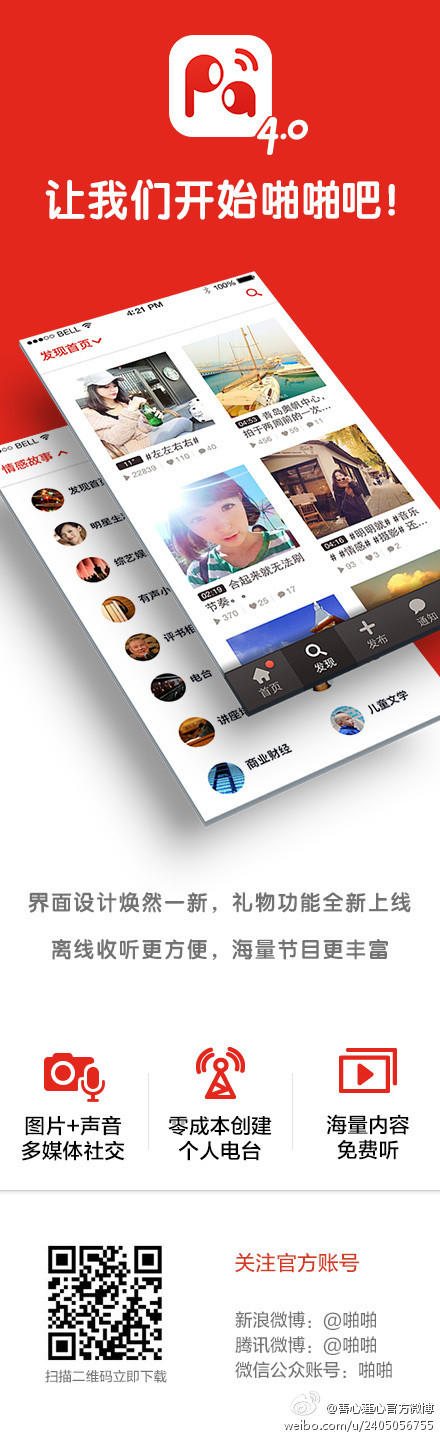 Pa
4.0
让我们开始啪啪吧!
BELL 4:21 PM 100%
发现首页
11" #左左右右#
22839 110 40
04:53 青岛奥帆中心，
拍于两周前的一次...
456 59 11
02:19 合起来就无法刷
节奏。。
370 25 17
04:16 #明明就# #音乐
# #情感# #摄影# 还...
93 3 2
首页
发现
发布
通知
BELL
情感故事
发现首
明星生
综艺娱
有声小
评书相
电台
讲座
商业财经
儿童文学
界面设计焕然一新，礼物功能全新上线
离线收听更方便，海量节目更丰富
图片+声音
多媒体社交
零成本创建
个人电台
海量内容
免费听
扫描二维码立即下载
关注官方账号
新浪微博：@啪啪
腾讯微博：@啪啪
微信公众账号：啪啪
官方微博
weibo.com/u/2405056755